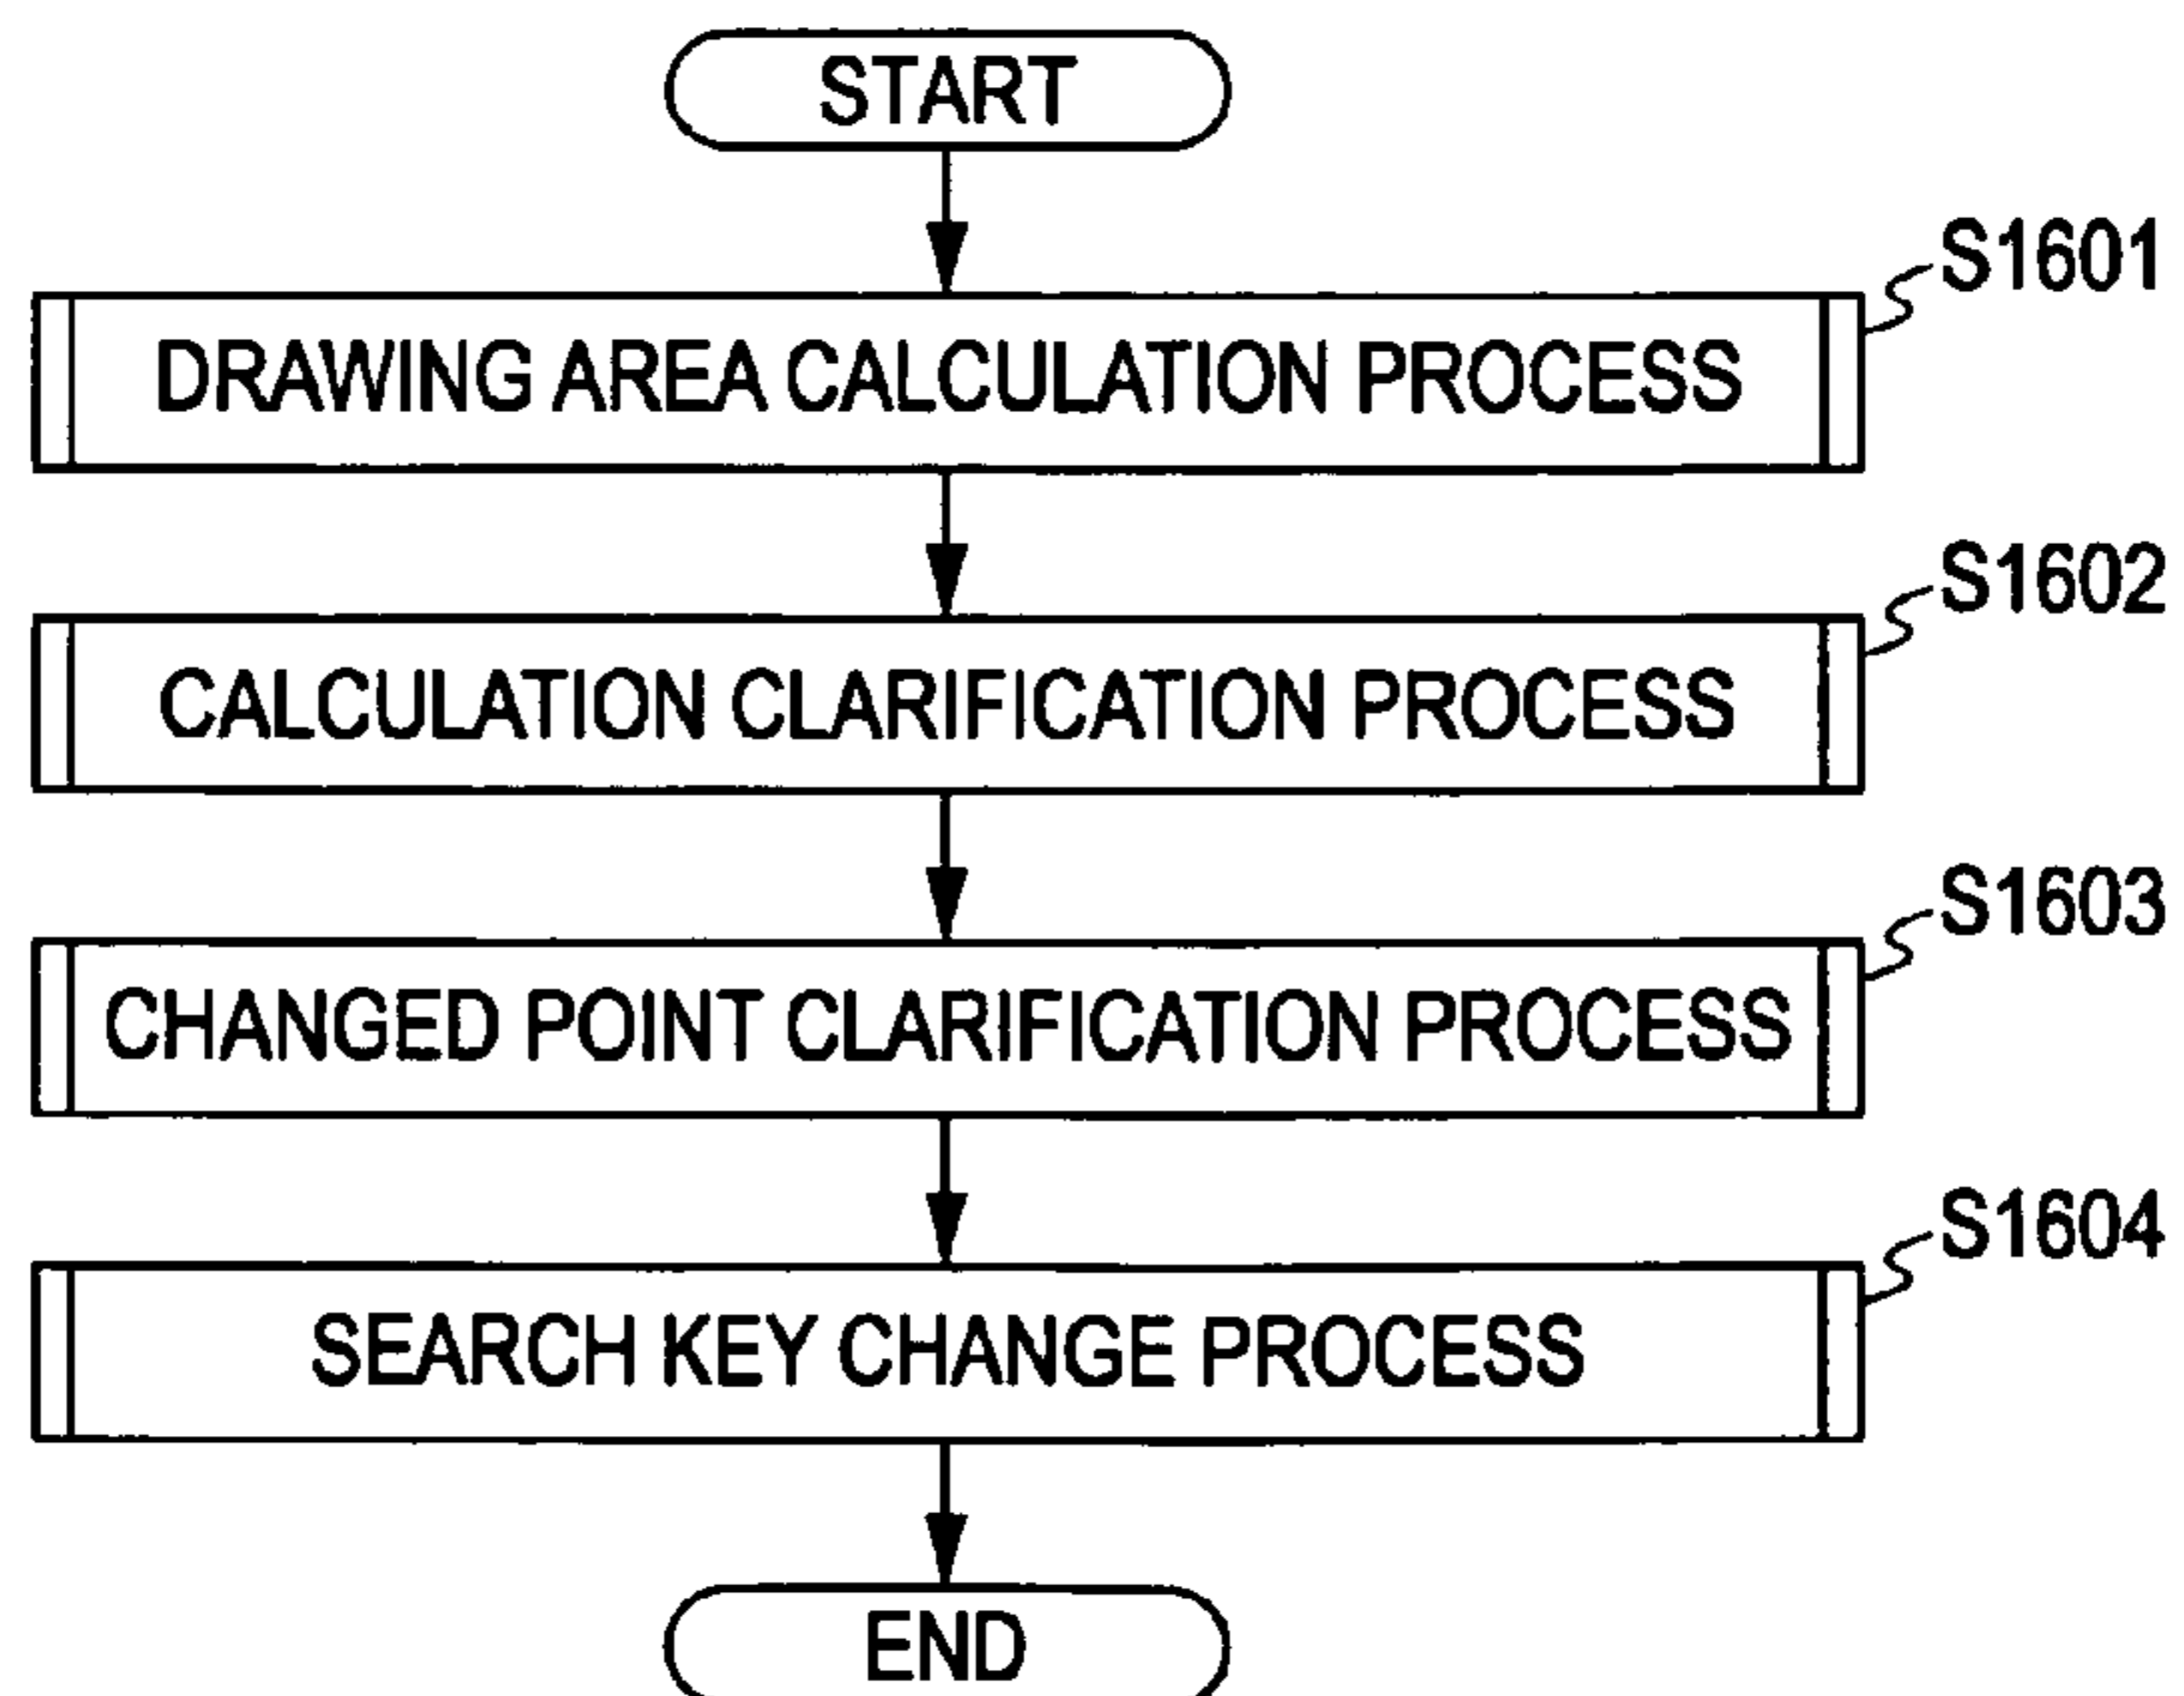 START
S1601
DRAWING AREA CALCULATION PROCESS
S1602
CALCULATION CLARIFICATION PROCESS
S1603
CHANGED POINT CLARIFICATION PROCESS
S1604
SEARCH KEY CHANGE PROCESS
END